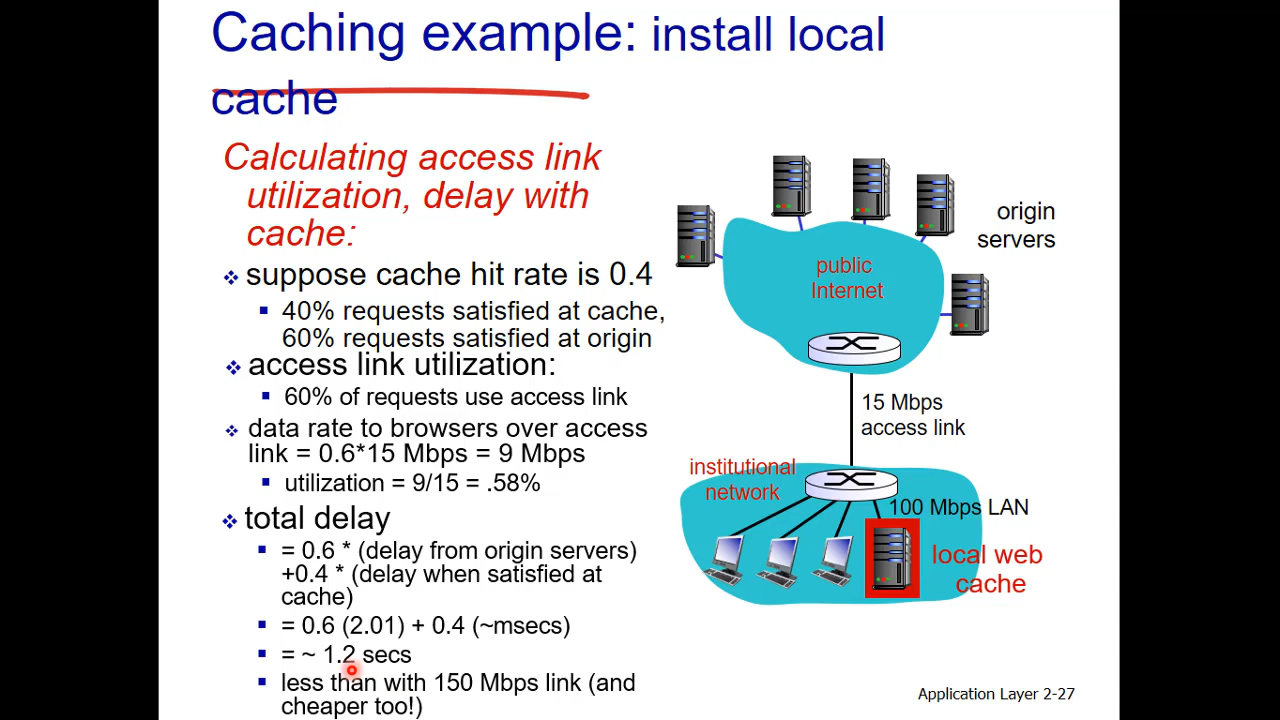 Caching example: install local
cache
Calculating access link
utilization, delay with
cache:
suppose cache hit rate is 0.4
40% requests satisfied at cache,
60% requests satisfied at origin
access link utilization:
60% of requests use access link
data rate to browsers over access
link = 0.6*15 Mbps = 9 Mbps
utilization = 9/15 = .58%
total delay
= 0.6 * (delay from origin servers)
+0.4 * (delay when satisfied at
cache)
= 0.6 (2.01) + 0.4 (~msecs)
= ~ 1.2 secs
less than with 150 Mbps link (and
cheaper too!)
origin
servers
public
Internet
15 Mbps
access link
institutional
network
100 Mbps LAN
local web
cache
Application Layer 2-27